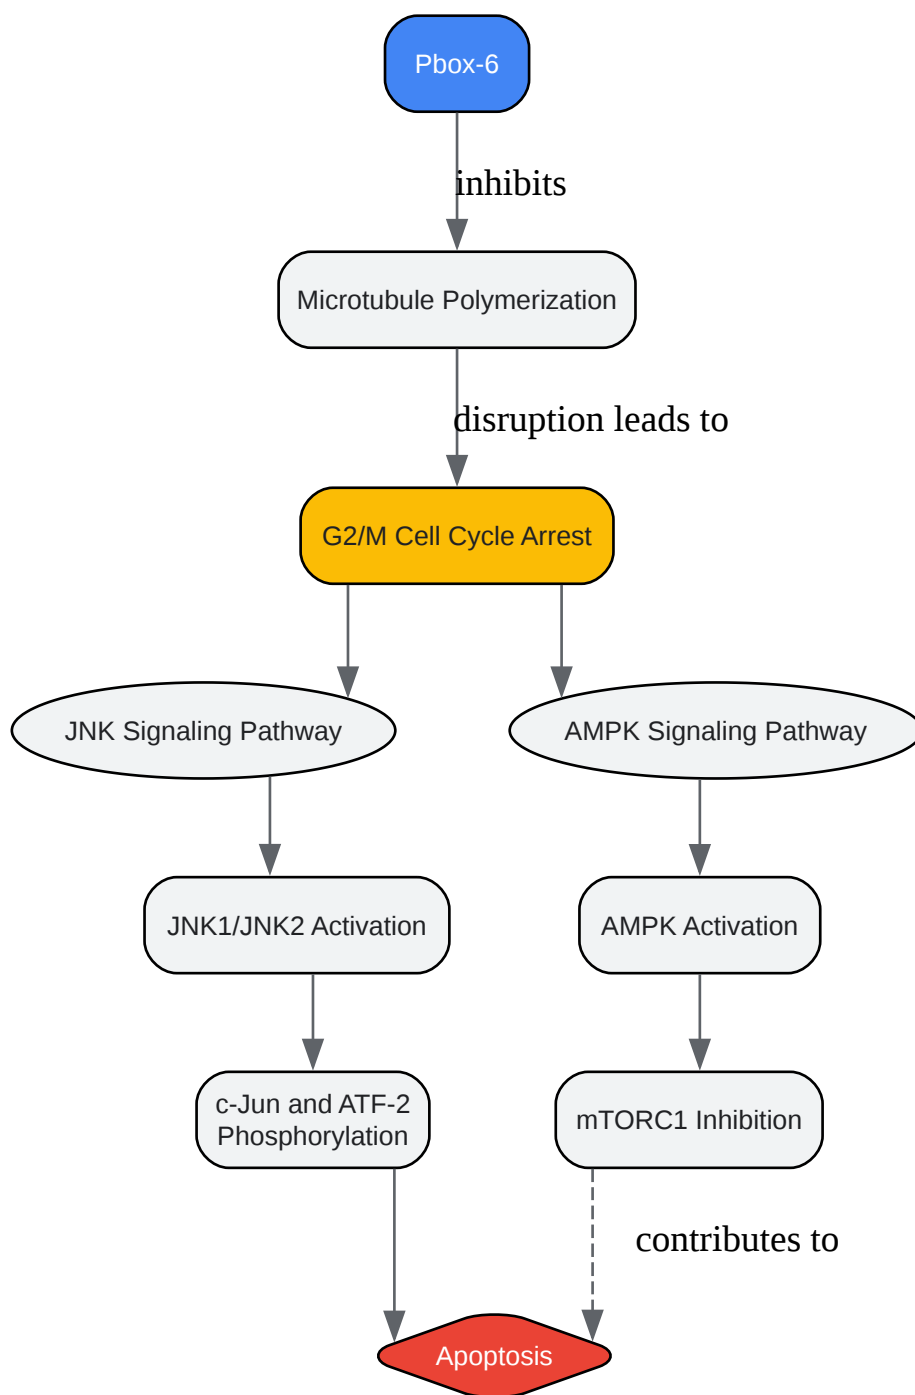 Pbox-6
inhibits
Microtubule Polymerization
disruption leads to
G2/M Cell Cycle Arrest
JNK Signaling Pathway
AMPK Signaling Pathway
JNK1/JNK2 Activation
AMPK Activation
c-Jun and ATF-2
Phosphorylation
mTORC1 Inhibition
contributes to
Apoptosis